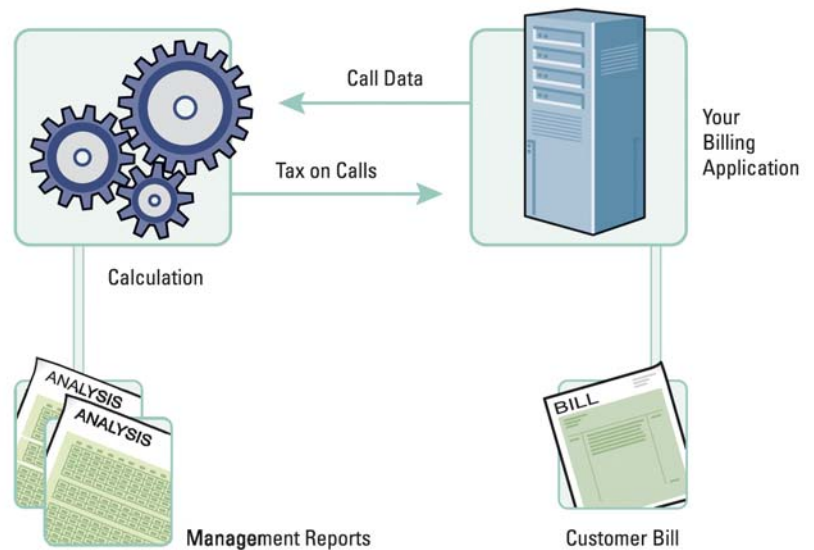 Call Data
Your
Billing
Application
Tax on Calls
Calculation
ANALYSIS
ANALYSIS
BILL
Management Reports
Customer Bill